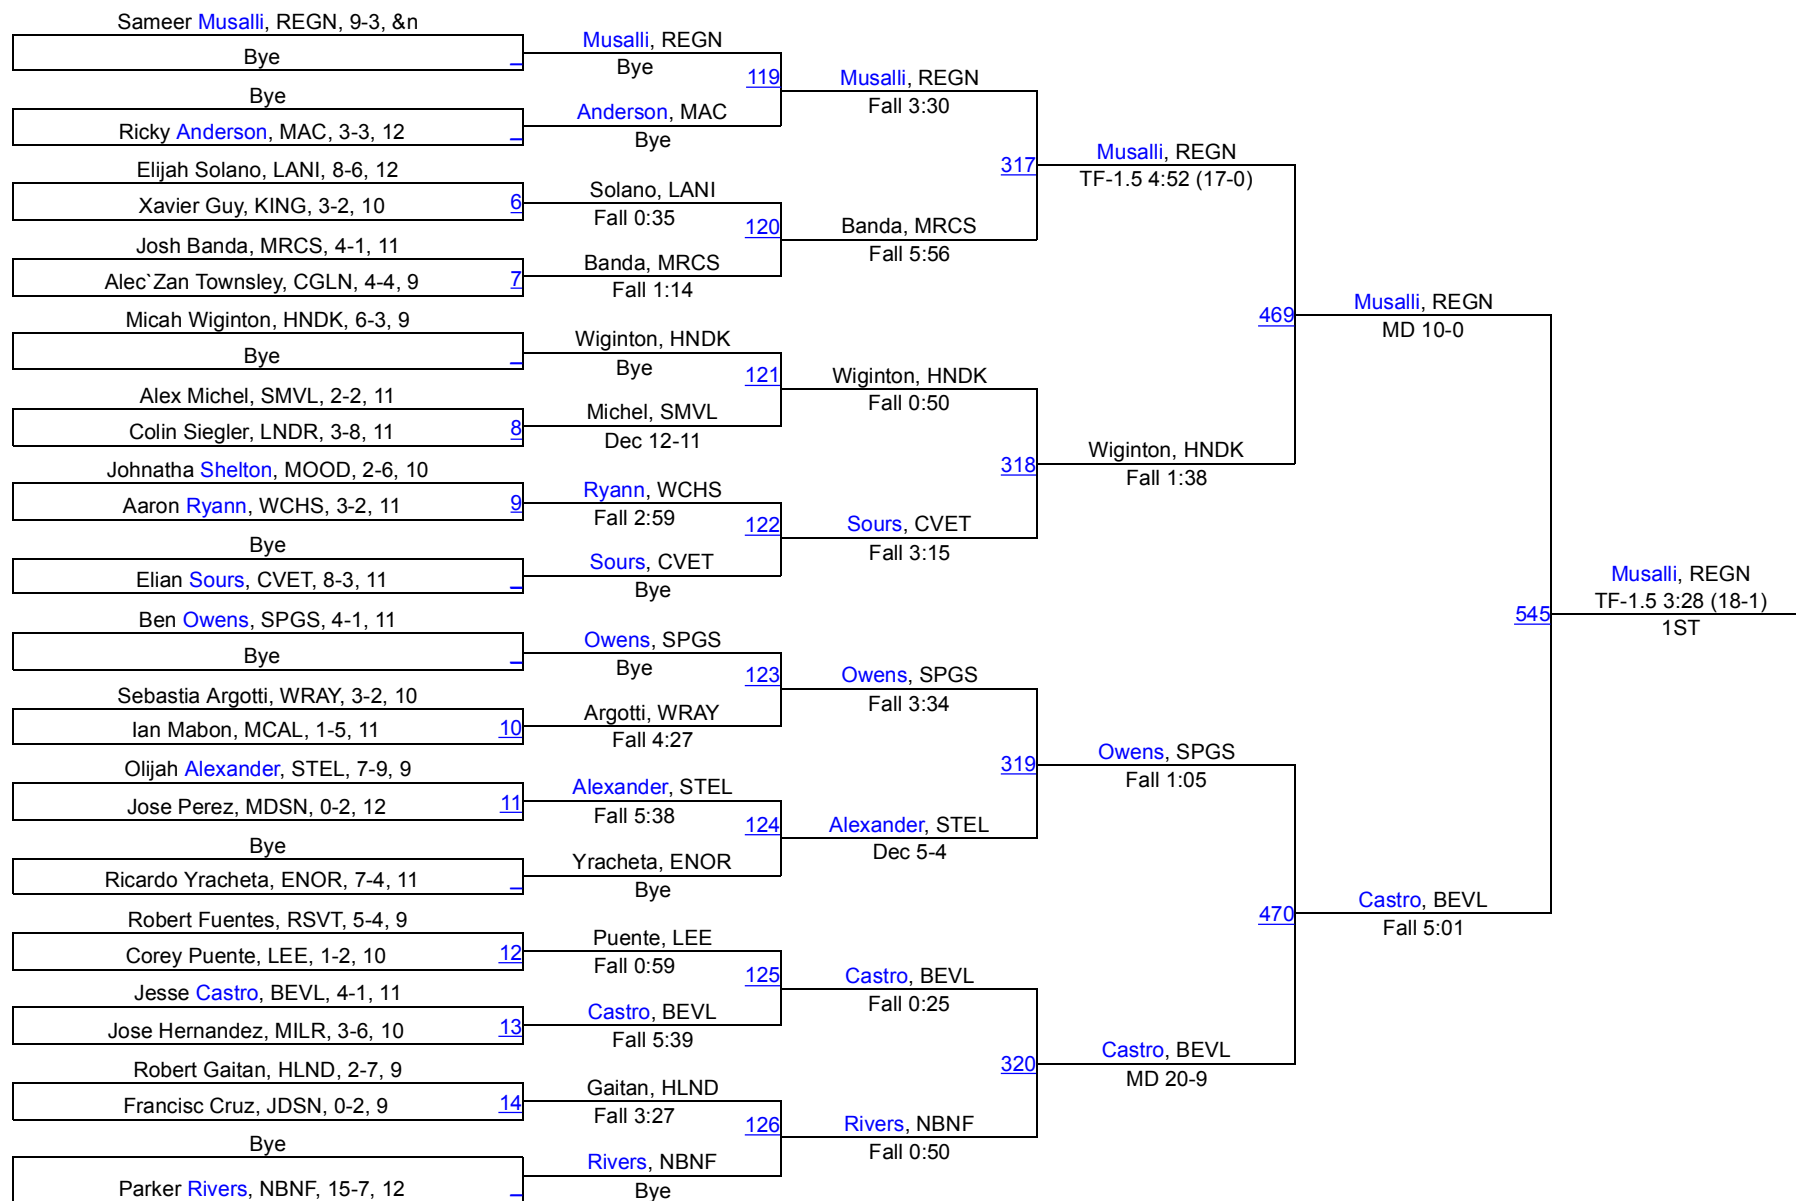 Sameer Musalli, REGN, 9-3, &n
Bye
Bye
Ricky Anderson, MAC, 3-3, 12
Elijah Solano, LANI, 8-6, 12
Xavier Guy, KING, 3-2, 10
6
Josh Banda, MRCS, 4-1, 11
Alec`Zan Townsley, CGLN, 4-4, 9
7
Micah Wiginton, HNDK, 6-3, 9
Bye
Alex Michel, SMVL, 2-2, 11
Colin Siegler, LNDR, 3-8, 11
8
Johnatha Shelton, MOOD, 2-6, 10
Aaron Ryann, WCHS, 3-2, 11
9
Bye
Elian Sours, CVET, 8-3, 11
Ben Owens, SPGS, 4-1, 11
Bye
Sebastia Argotti, WRAY, 3-2, 10
Ian Mabon, MCAL, 1-5, 11
10
Olijah Alexander, STEL, 7-9, 9
Jose Perez, MDSN, 0-2, 12
11
Bye
Ricardo Yracheta, ENOR, 7-4, 11
Robert Fuentes, RSVT, 5-4, 9
Corey Puente, LEE, 1-2, 10
12
Jesse Castro, BEVL, 4-1, 11
Jose Hernandez, MILR, 3-6, 10
13
Robert Gaitan, HLND, 2-7, 9
Francisc Cruz, JDSN, 0-2, 9
14
Bye
Parker Rivers, NBNF, 15-7, 12
Musalli, REGN
Bye
119
Anderson, MAC
Bye
Solano, LANI
Fall 0:35
120
Banda, MRCS
Fall 1:14
Wiginton, HNDK
Bye
121
Michel, SMVL
Dec 12-11
Ryann, WCHS
Fall 2:59
122
Sours, CVET
Bye
Owens, SPGS
Bye
123
Argotti, WRAY
Fall 4:27
Alexander, STEL
Fall 5:38
124
Yracheta, ENOR
Bye
Puente, LEE
Fall 0:59
125
Castro, BEVL
Fall 5:39
Gaitan, HLND
Fall 3:27
126
Rivers, NBNF
Bye
Musalli, REGN
Fall 3:30
317
Banda, MRCS
Fall 5:56
Wiginton, HNDK
Fall 0:50
318
Sours, CVET
Fall 3:15
Owens, SPGS
Fall 3:34
319
Alexander, STEL
Dec 5-4
Castro, BEVL
Fall 0:25
320
Rivers, NBNF
Fall 0:50
Musalli, REGN
TF-1.5 4:52 (17-0)
469
Wiginton, HNDK
Fall 1:38
Owens, SPGS
Fall 1:05
470
Castro, BEVL
MD 20-9
Musalli, REGN
MD 10-0
545
Castro, BEVL
Fall 5:01
Musalli, REGN
TF-1.5 3:28 (18-1)
1ST